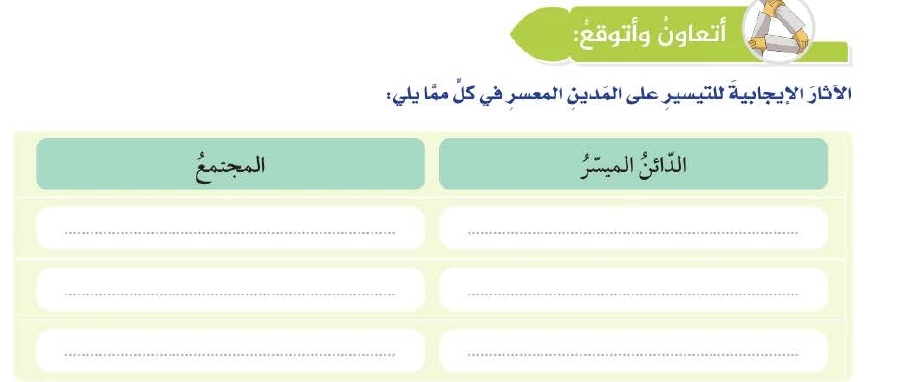 أتعاونُ وأتوقعُ:
الآثارَ الإيجابيةَ للتيسيرِ على المَدينِ المعسرِ في كلٍّ ممّا يلي:
الدّائنُ الميسّرُ
المجتمعُ